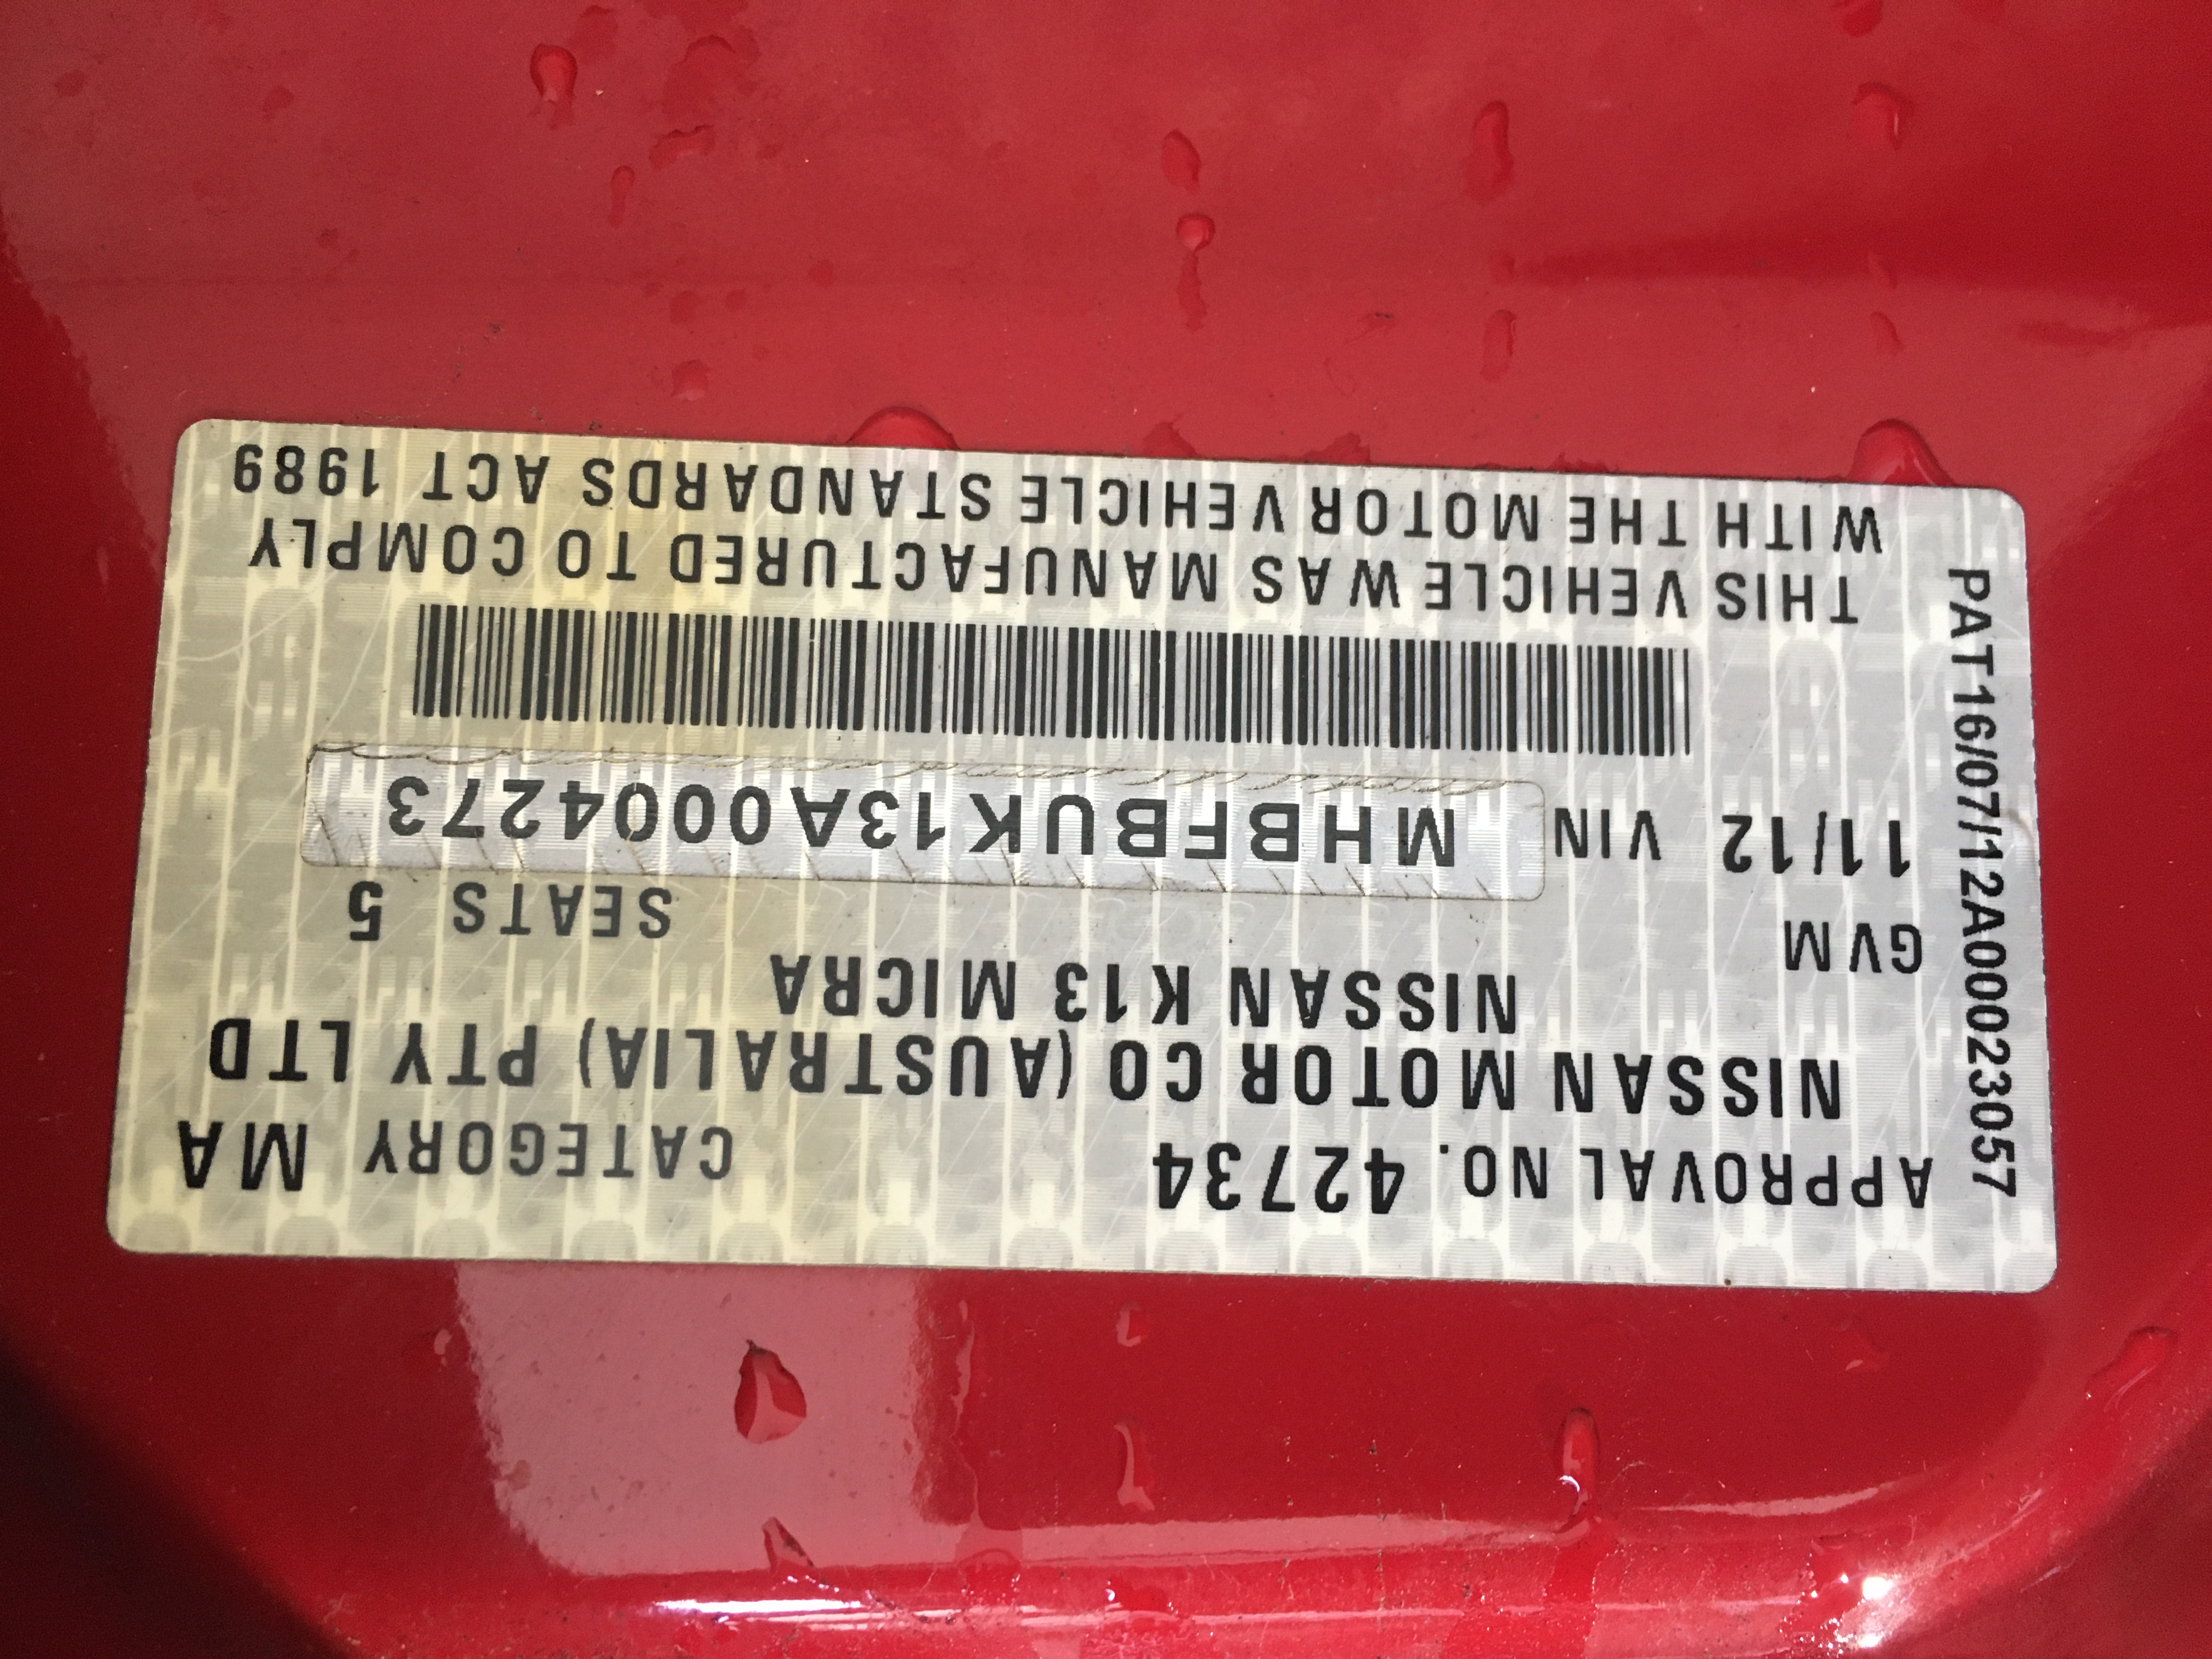 APPROVAL NO. 42734 CATEGORY MA
NISSAN MOTOR CO (AUSTRALIA) PTY LTD
NISSAN K13 MICRA
GVM SEATS 5
11/12 VIN MHBFBUK13A0004273
THIS VEHICLE WAS MANUFACTURED TO COMPLY
WITH THE MOTOR VEHICLE STANDARDS ACT 1989
PAT16/07/12A00023057